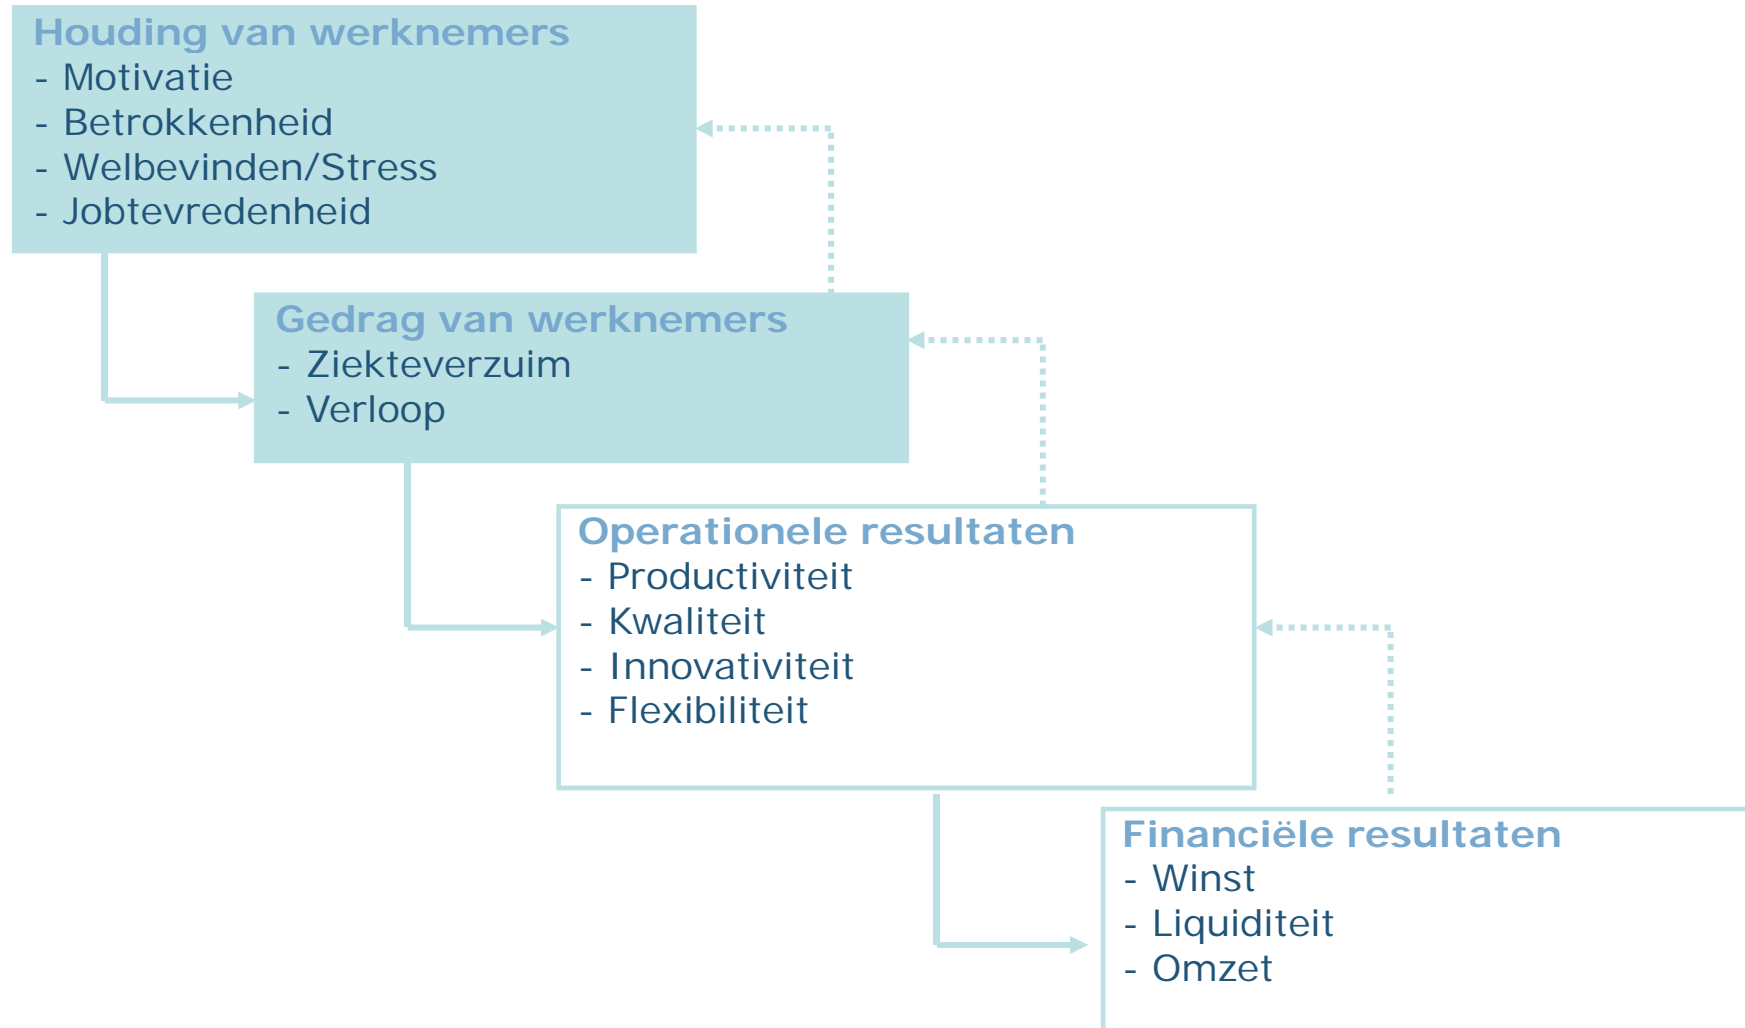 Houding van werknemers
- Motivatie
- Betrokkenheid
- Welbevinden/Stress
- Jobtevredenheid
Gedrag van werknemers
- Ziekteverzuim
- Verloop
Operationele resultaten
- Productiviteit
- Kwaliteit
- Innovativiteit
- Flexibiliteit
Financiële resultaten
- Winst
- Liquiditeit
- Omzet